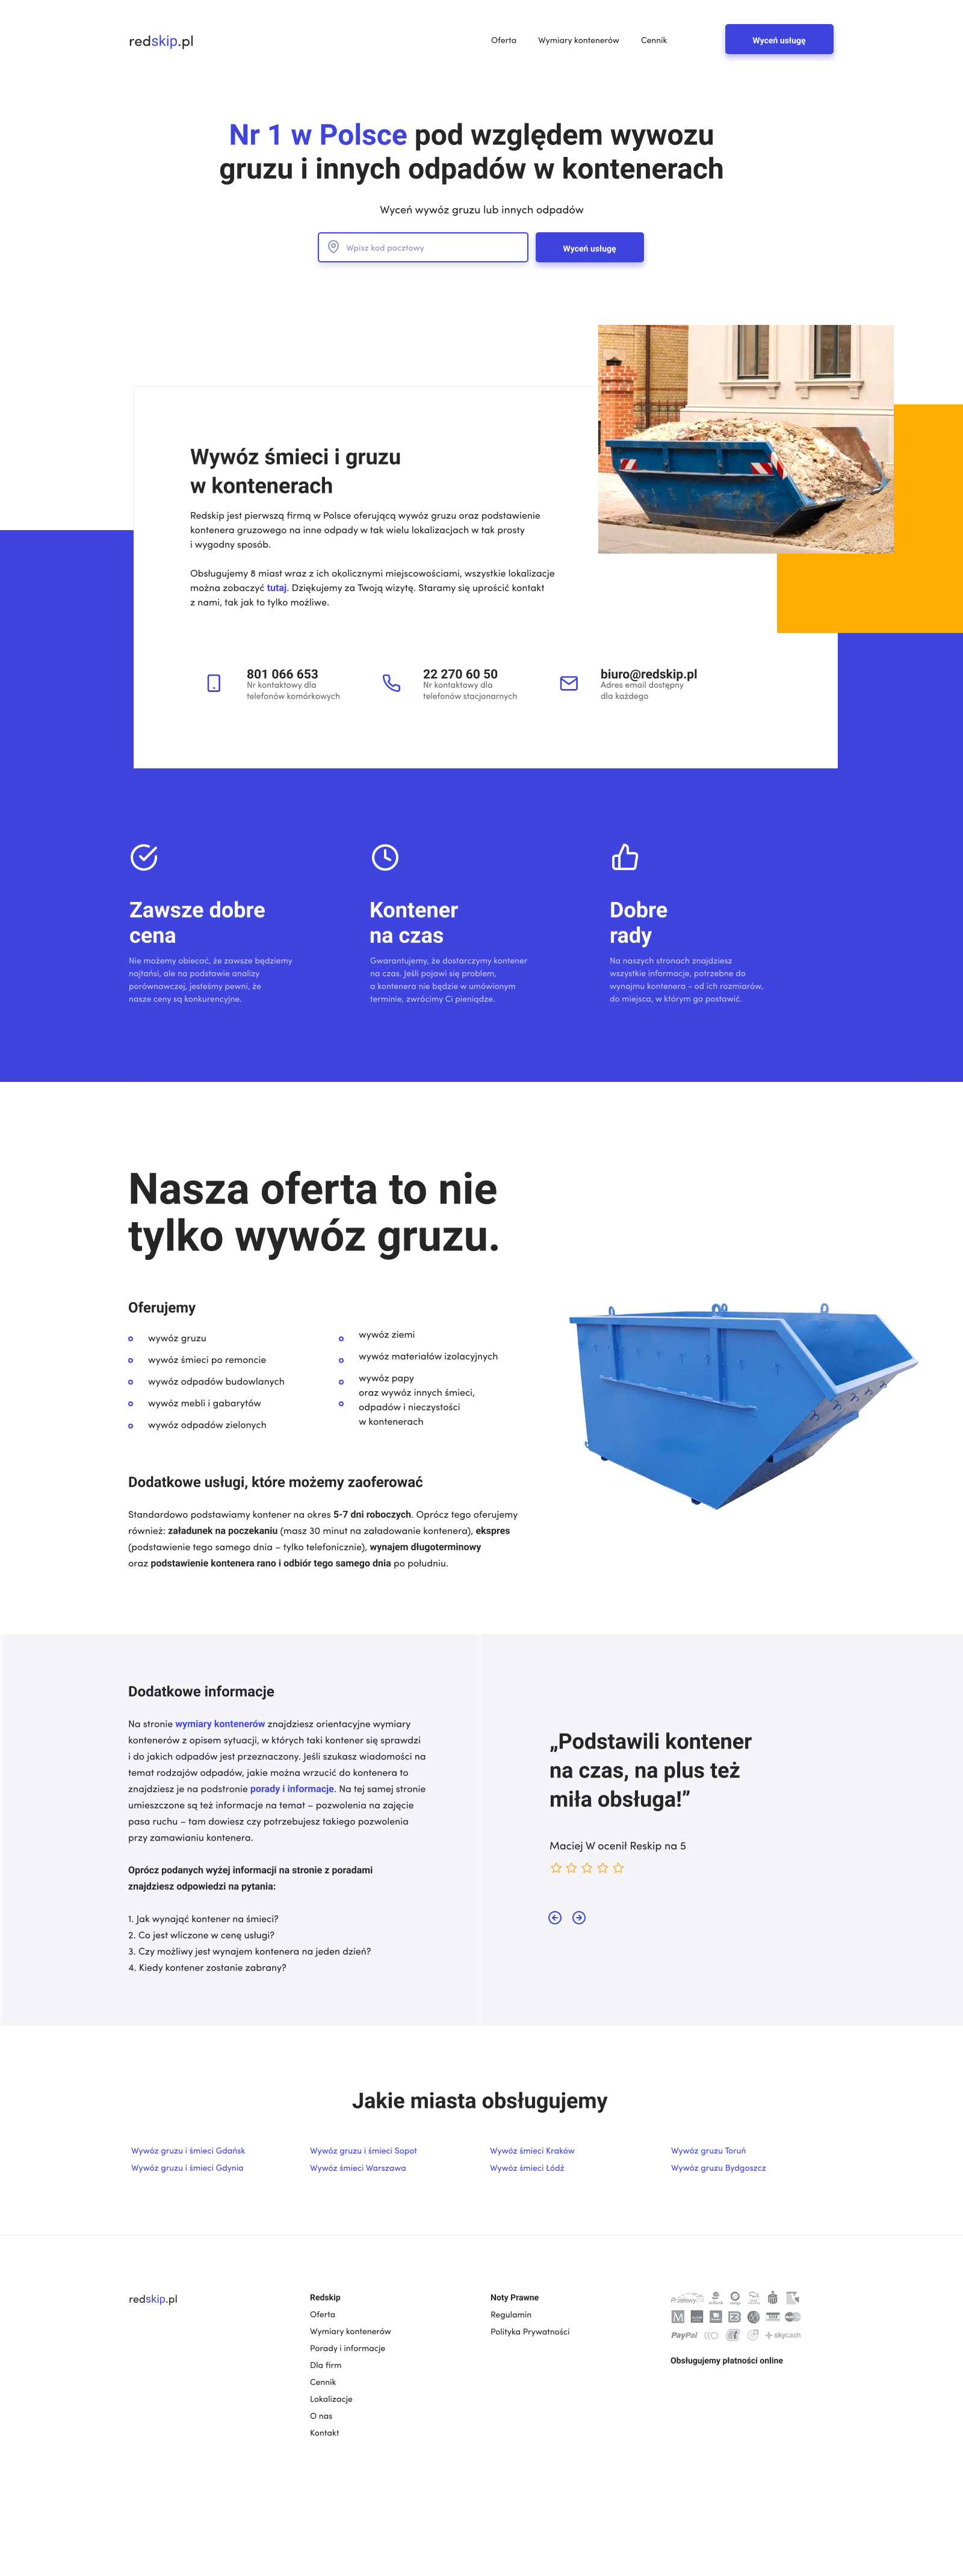 redskip.pl
Oferta
Wymiary kontenerów
Cennik
Wyceń usługę
Nr 1 w Polsce pod względem wywozu
gruzu i innych odpadów w kontenerach
Wyceń wywóz gruzu lub innych odpadów
Wpisz kod pocztowy
Wyceń usługę
Wywóz śmieci i gruzu
w kontenerach
Redskip jest pierwszą firmą w Polsce oferującą wywóz gruzu oraz podstawienie
kontenera gruzowego na inne odpady w tak wielu lokalizacjach w tak prosty
i wygodny sposób.
Obsługujemy 8 miast wraz z ich okolicznymi miejscowościami, wszystkie lokalizacje
można zobaczyć tutaj. Dziękujemy za Twoją wizytę. Staramy się uprościć kontakt
z nami, tak jak to tylko możliwe.
801 066 653
Nr kontaktowy dla
telefonów komórkowych
22 270 60 50
Nr kontaktowy dla
telefonów stacjonarnych
biuro@redskip.pl
Adres email dostępny
dla każdego
Zawsze dobre
cena
Nie możemy obiecać, że zawsze będziemy
najtańsi, ale na podstawie analizy
porównawczej, jesteśmy pewni, że
nasze ceny są konkurencyjne.
Kontener
na czas
Gwarantujemy, że dostarczymy kontener
na czas. Jeśli pojawi się problem,
a kontenera nie będzie w umówionym
terminie, zwrócimy Ci pieniądze.
Dobre
rady
Na naszych stronach znajdziesz
wszystkie informacje, potrzebne do
wynajmu kontenera - od ich rozmiarów,
do miejsca, w którym go postawić.
Nasza oferta to nie
tylko wywóz gruzu.
Oferujemy
wywóz gruzu
wywóz śmieci po remoncie
wywóz odpadów budowlanych
wywóz mebli i gabarytów
wywóz odpadów zielonych
wywóz ziemi
wywóz materiałów izolacyjnych
wywóz papy
oraz wywóz innych śmieci,
odpadów i nieczystości
w kontenerach
Dodatkowe usługi, które możemy zaoferować
Standardowo podstawiamy kontener na okres 5-7 dni roboczych. Oprócz tego oferujemy
również: załadunek na poczekaniu (masz 30 minut na załadowanie kontenera), ekspres
(podstawienie tego samego dnia – tylko telefonicznie), wynajem długoterminowy
oraz podstawienie kontenera rano i odbiór tego samego dnia po południu.
Dodatkowe informacje
Na stronie wymiary kontenerów znajdziesz orientacyjne wymiary
kontenerów z opisem sytuacji, w których taki kontener się sprawdzi
i do jakich odpadów jest przeznaczony. Jeśli szukasz wiadomości na
temat rodzajów odpadów, jakie można wrzucić do kontenera to
znajdziesz je na podstronie porady i informacje. Na tej samej stronie
umieszczone są też informacje na temat – pozwolenia na zajęcie
pasa ruchu – tam dowiesz czy potrzebujesz takiego pozwolenia
przy zamawianiu kontenera.
Oprócz podanych wyżej informacji na stronie z poradami
znajdziesz odpowiedzi na pytania:
1. Jak wynająć kontener na śmieci?
2. Co jest wliczone w cenę usługi?
3. Czy możliwy jest wynajem kontenera na jeden dzień?
4. Kiedy kontener zostanie zabrany?
„Podstawili kontener
na czas, na plus też
miła obsługa!”
Maciej W ocenił Reskip na 5
Jakie miasta obsługujemy
Wywóz gruzu i śmieci Gdańsk
Wywóz gruzu i śmieci Gdynia
Wywóz gruzu i śmieci Sopot
Wywóz śmieci Warszawa
Wywóz śmieci Kraków
Wywóz śmieci Łódź
Wywóz gruzu Toruń
Wywóz gruzu Bydgoszcz
redskip.pl
Redskip
Oferta
Wymiary kontenerów
Porady i informacje
Dla firm
Cennik
Lokalizacje
O nas
Kontakt
Noty Prawne
Regulamin
Polityka Prywatności
Przelewy24
PayPal
skycash
Obsługujemy płatności online